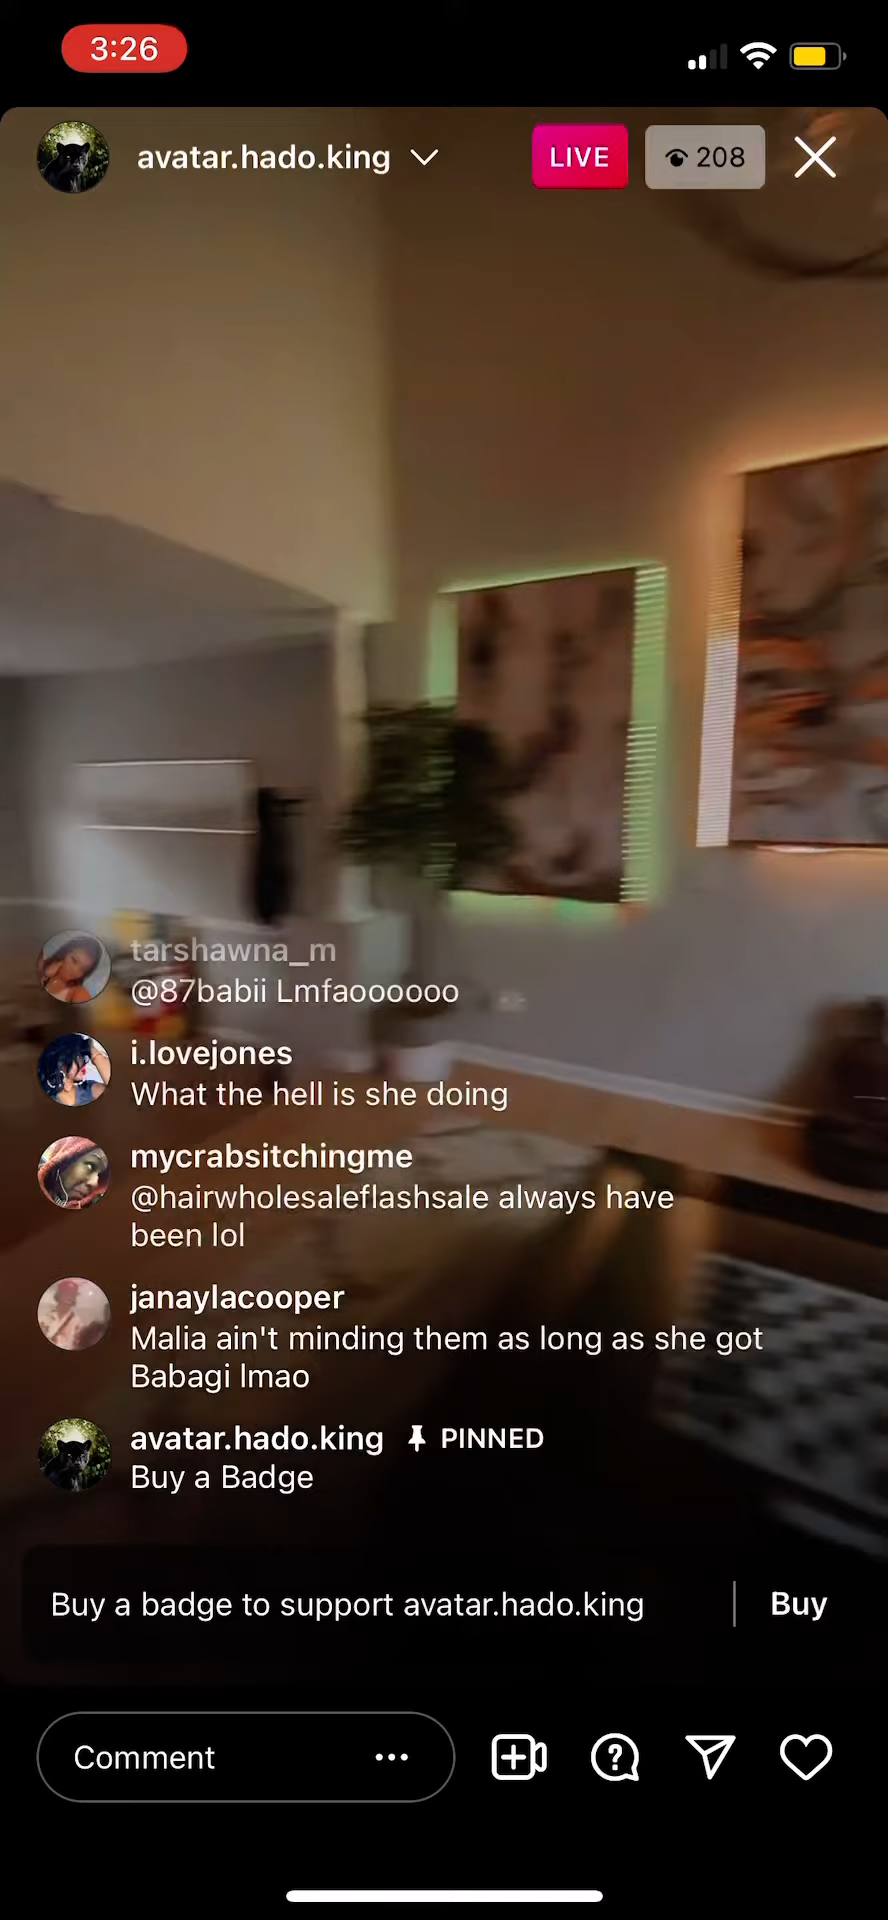 3:26
avatar.hado.king
LIVE
208
tarshawna_m
@87babii Lmfaoooooo
i.lovejones
What the hell is she doing
mycrabsitchingme
@hairwholesaleflashsale always have
been lol
janaylacooper
Malia ain't minding them as long as she got
Babagi lmao
avatar.hado.king PINNED
Buy a Badge
Buy a badge to support avatar.hado.king | Buy
Comment ...